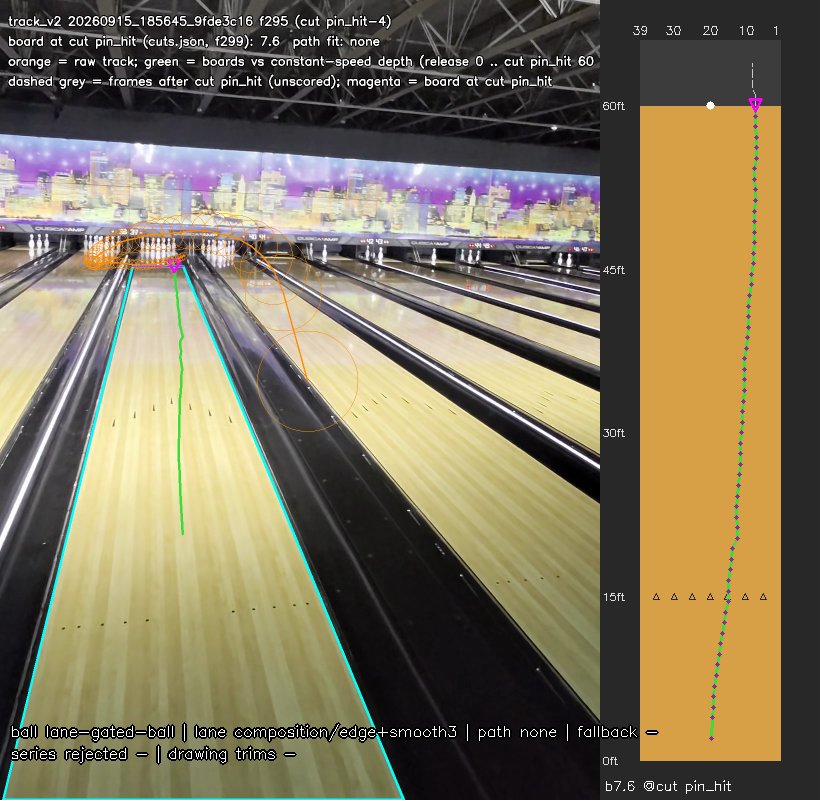 track_v2 20260915_185645_9fde3c16 f295 (cut pin_hit-4)
board at cut pin_hit (cuts.json, f299): 7.6 path fit: none
orange = raw track; green = boards vs constant-speed depth (release 0 .. cut pin_hit 60
dashed grey = frames after cut pin_hit (unscored); magenta = board at cut pin_hit
39 30 20 10 1
60ft
45ft
30ft
15ft
0ft
ball lane-gated-ball | lane composition/edge+smooth3 | path none | fallback —
series rejected — | drawing trims —
b7.6 @cut pin_hit